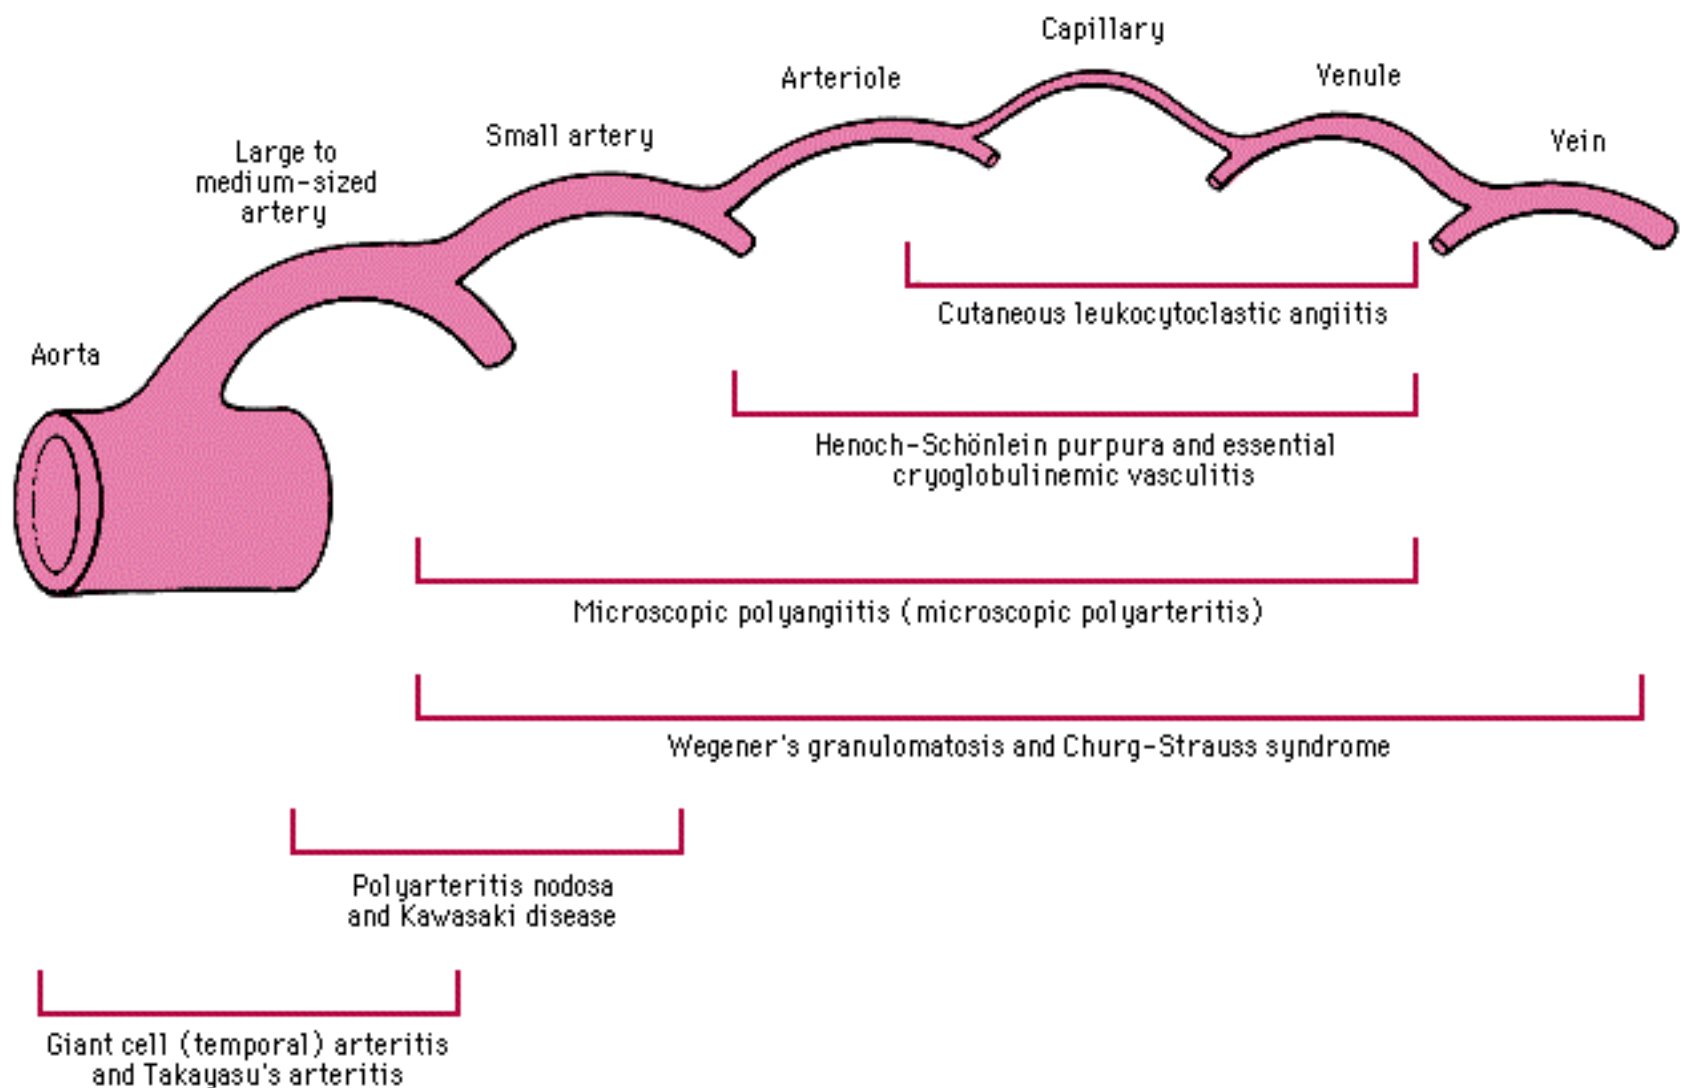 Capillary
Arteriole
Venule
Small artery
Vein
Large to
medium-sized
artery
Aorta
Cutaneous leukocytoclastic angiitis
Henoch-Schönlein purpura and essential
cryoglobulinemic vasculitis
Microscopic polyangiitis (microscopic polyarteritis)
Wegener's granulomatosis and Churg-Strauss syndrome
Polyarteritis nodosa
and Kawasaki disease
Giant cell (temporal) arteritis
and Takayasu's arteritis